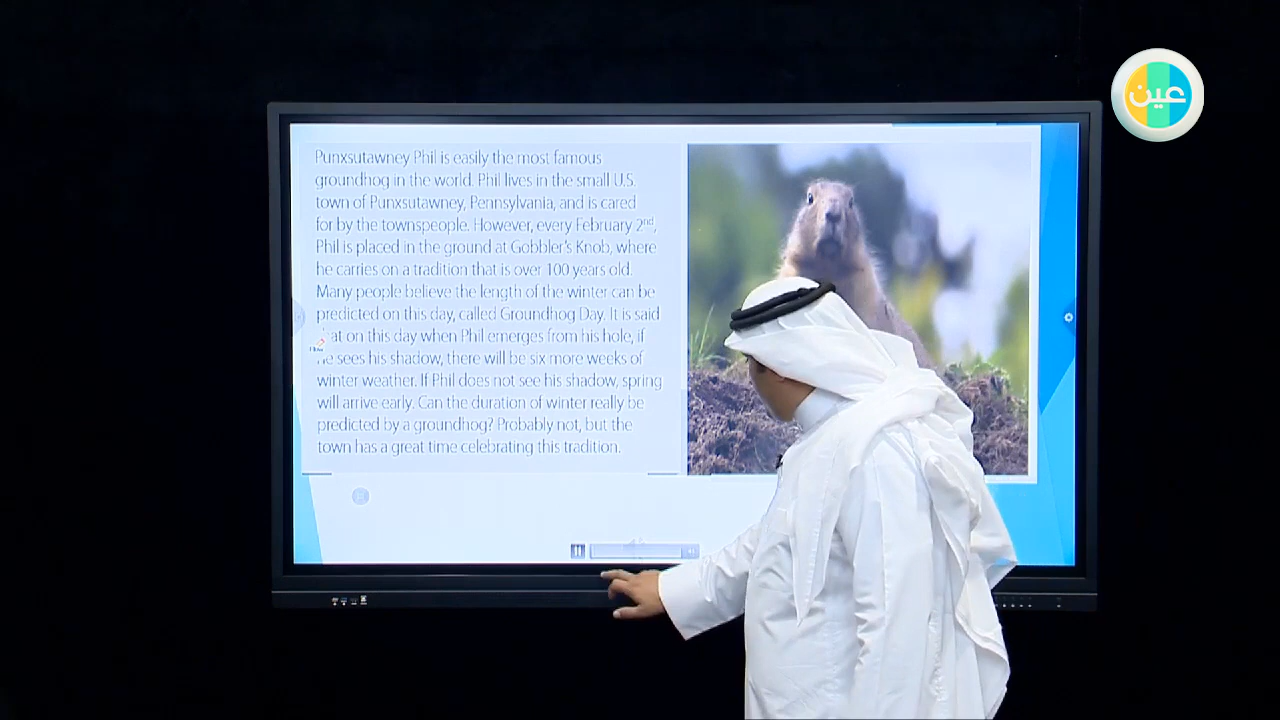 عين
Punxsutawney Phil is easily the most famous
groundhog in the world. Phil lives in the small U.S.
town of Punxsutawney, Pennsylvania, and is cared
for by the townspeople. However, every February 2nd,
Phil is placed in the ground at Gobbler's Knob, where
he carries on a tradition that is over 100 years old.
Many people believe the length of the winter can be
predicted on this day, called Groundhog Day. It is said
at on this day when Phil emerges from his hole, if
he sees his shadow, there will be six more weeks of
winter weather. If Phil does not see his shadow, spring
will arrive early. Can the duration of winter really be
predicted by a groundhog? Probably not, but the
town has a great time celebrating this tradition.